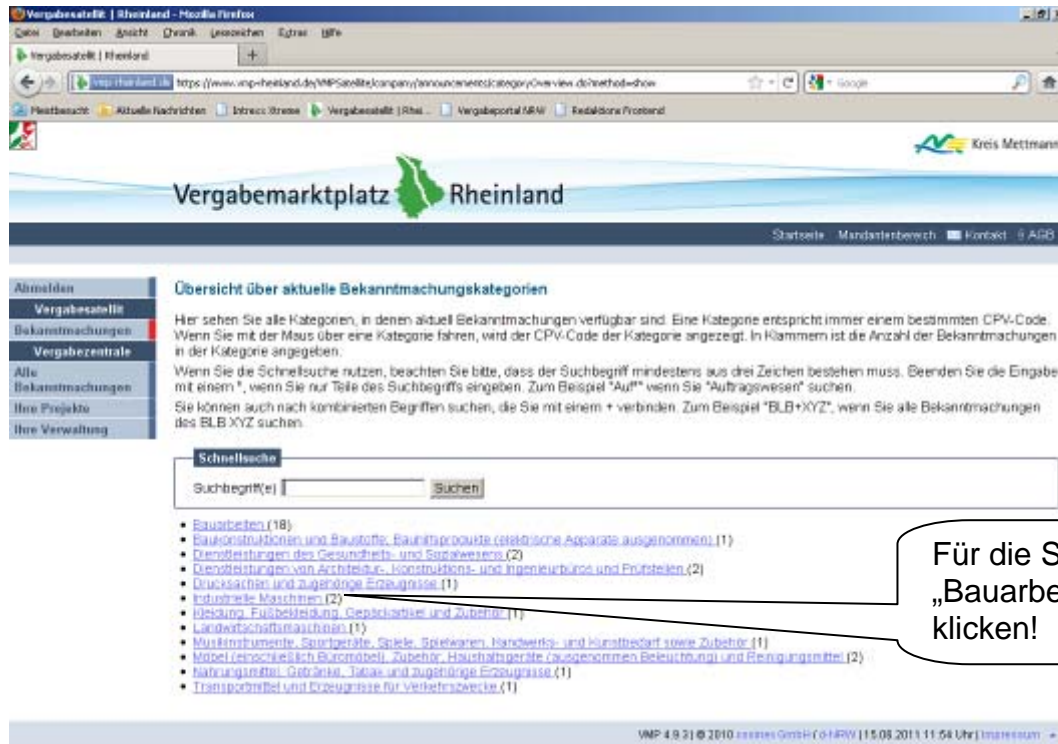 Vergabesatellit | Rheinland - Mozilla Firefox
Datei Bearbeiten Ansicht Chronik Lesezeichen Extras Hilfe
Vergabesatellit | Rheinland +
https://www.vmp-rheinland.de/VMPSatellite/company/announcements/categoryOverview.do?method=show Google
Meistbesucht Aktuelle Nachrichten Intrexx Xtreme Vergabesatellit | Rhei... Vergabeportal NRW Redaktions Frontend
Kreis Mettmann
Vergabemarktplatz Rheinland
Startseite Mandantenbereich Kontakt § AGB
Abmelden
Vergabesatellit
Bekanntmachungen
Vergabezentrale
Alle
Bekanntmachungen
Ihre Projekte
Ihre Verwaltung
Übersicht über aktuelle Bekanntmachungskategorien
Hier sehen Sie alle Kategorien, in denen aktuell Bekanntmachungen verfügbar sind. Eine Kategorie entspricht immer einem bestimmten CPV-Code.
Wenn Sie mit der Maus über eine Kategorie fahren, wird der CPV-Code der Kategorie angezeigt. In Klammern ist die Anzahl der Bekanntmachungen
in der Kategorie angegeben.
Wenn Sie die Schnellsuche nutzen, beachten Sie bitte, dass der Suchbegriff mindestens aus drei Zeichen bestehen muss. Beenden Sie die Eingabe
mit einem *, wenn Sie nur Teile des Suchbegriffs eingeben. Zum Beispiel "Auf*" wenn Sie "Auftragswesen" suchen.
Sie können auch nach kombinierten Begriffen suchen, die Sie mit einem + verbinden. Zum Beispiel "BLB+XYZ", wenn Sie alle Bekanntmachungen
des BLB XYZ suchen.
Schnellsuche
Suchbegriff(e) Suchen
• Bauarbeiten (18)
• Baukonstruktionen und Baustoffe; Bauhilfsprodukte (elektrische Apparate ausgenommen) (1)
• Dienstleistungen des Gesundheits- und Sozialwesens (2)
• Dienstleistungen von Architektur-, Konstruktions- und Ingenieurbüros und Prüfstellen (2)
• Drucksachen und zugehörige Erzeugnisse (1)
• Industrielle Maschinen (2)
• Kleidung, Fußbekleidung, Gepäckartikel und Zubehör (1)
• Landwirtschaftsmaschinen (1)
• Musikinstrumente, Sportgeräte, Spiele, Spielwaren, Handwerks- und Kunstbedarf sowie Zubehör (1)
• Möbel (einschließlich Büromöbel), Zubehör, Haushaltsgeräte (ausgenommen Beleuchtung) und Reinigungsmittel (2)
• Nahrungsmittel, Getränke, Tabak und zugehörige Erzeugnisse (1)
• Transportmittel und Erzeugnisse für Verkehrszwecke (1)
Für die S
„Bauarbe
klicken!
VMP 4.9.3 | © 2010 cosinex GmbH / d-NRW | 15.08.2011 11:54 Uhr | Impressum